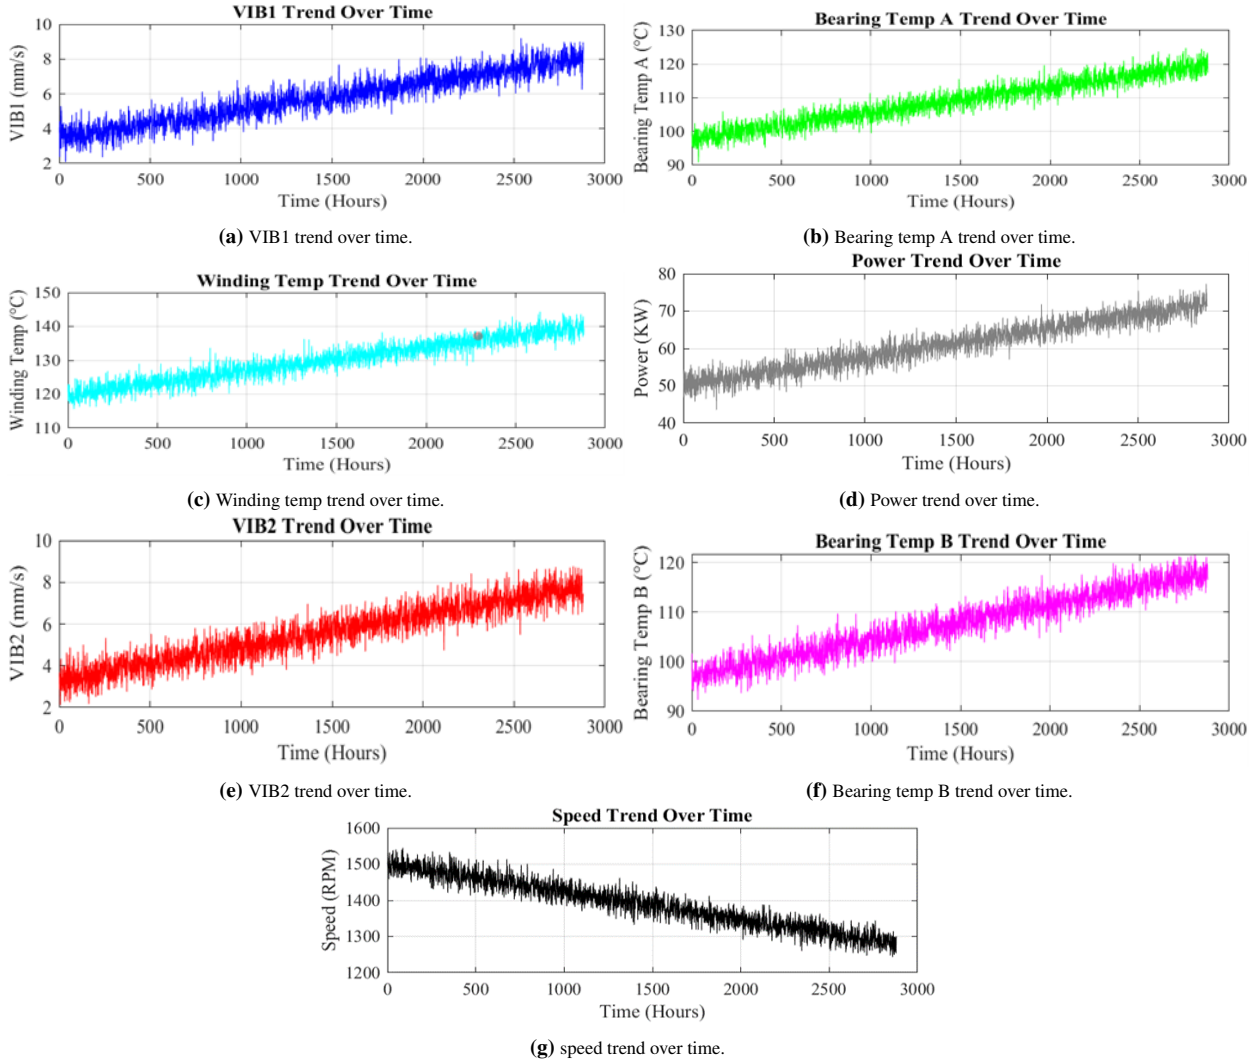 VIB1 Trend Over Time
10
8
6
4
2
VIB1 (mm/s)
0 500 1000 1500 2000 2500 3000
Time (Hours)
(a) VIB1 trend over time.
Bearing Temp A Trend Over Time
130
120
110
100
90
Bearing Temp A (°C)
0 500 1000 1500 2000 2500 3000
Time (Hours)
(b) Bearing temp A trend over time.
Winding Temp Trend Over Time
150
140
130
120
110
Winding Temp (°C)
0 500 1000 1500 2000 2500 3000
Time (Hours)
(c) Winding temp trend over time.
Power Trend Over Time
80
70
60
50
40
Power (KW)
0 500 1000 1500 2000 2500 3000
Time (Hours)
(d) Power trend over time.
VIB2 Trend Over Time
10
8
6
4
2
VIB2 (mm/s)
0 500 1000 1500 2000 2500 3000
Time (Hours)
(e) VIB2 trend over time.
Bearing Temp B Trend Over Time
120
110
100
90
Bearing Temp B (°C)
0 500 1000 1500 2000 2500 3000
Time (Hours)
(f) Bearing temp B trend over time.
Speed Trend Over Time
1600
1500
1400
1300
1200
Speed (RPM)
0 500 1000 1500 2000 2500 3000
Time (Hours)
(g) speed trend over time.